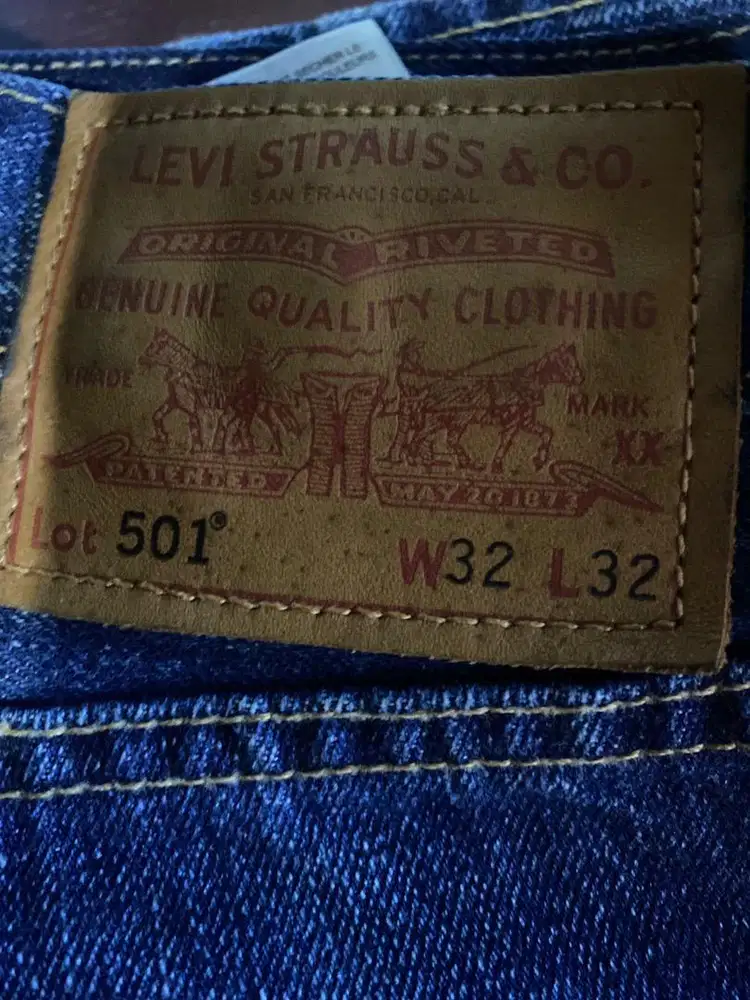 LEVI STRAUSS & CO.
SAN FRANCISCO, CAL.
ORIGINAL RIVETED
GENUINE QUALITY CLOTHING
TRADE MARK
XX
PATENTED MAY 20 1873
Lot 501® W32 L32